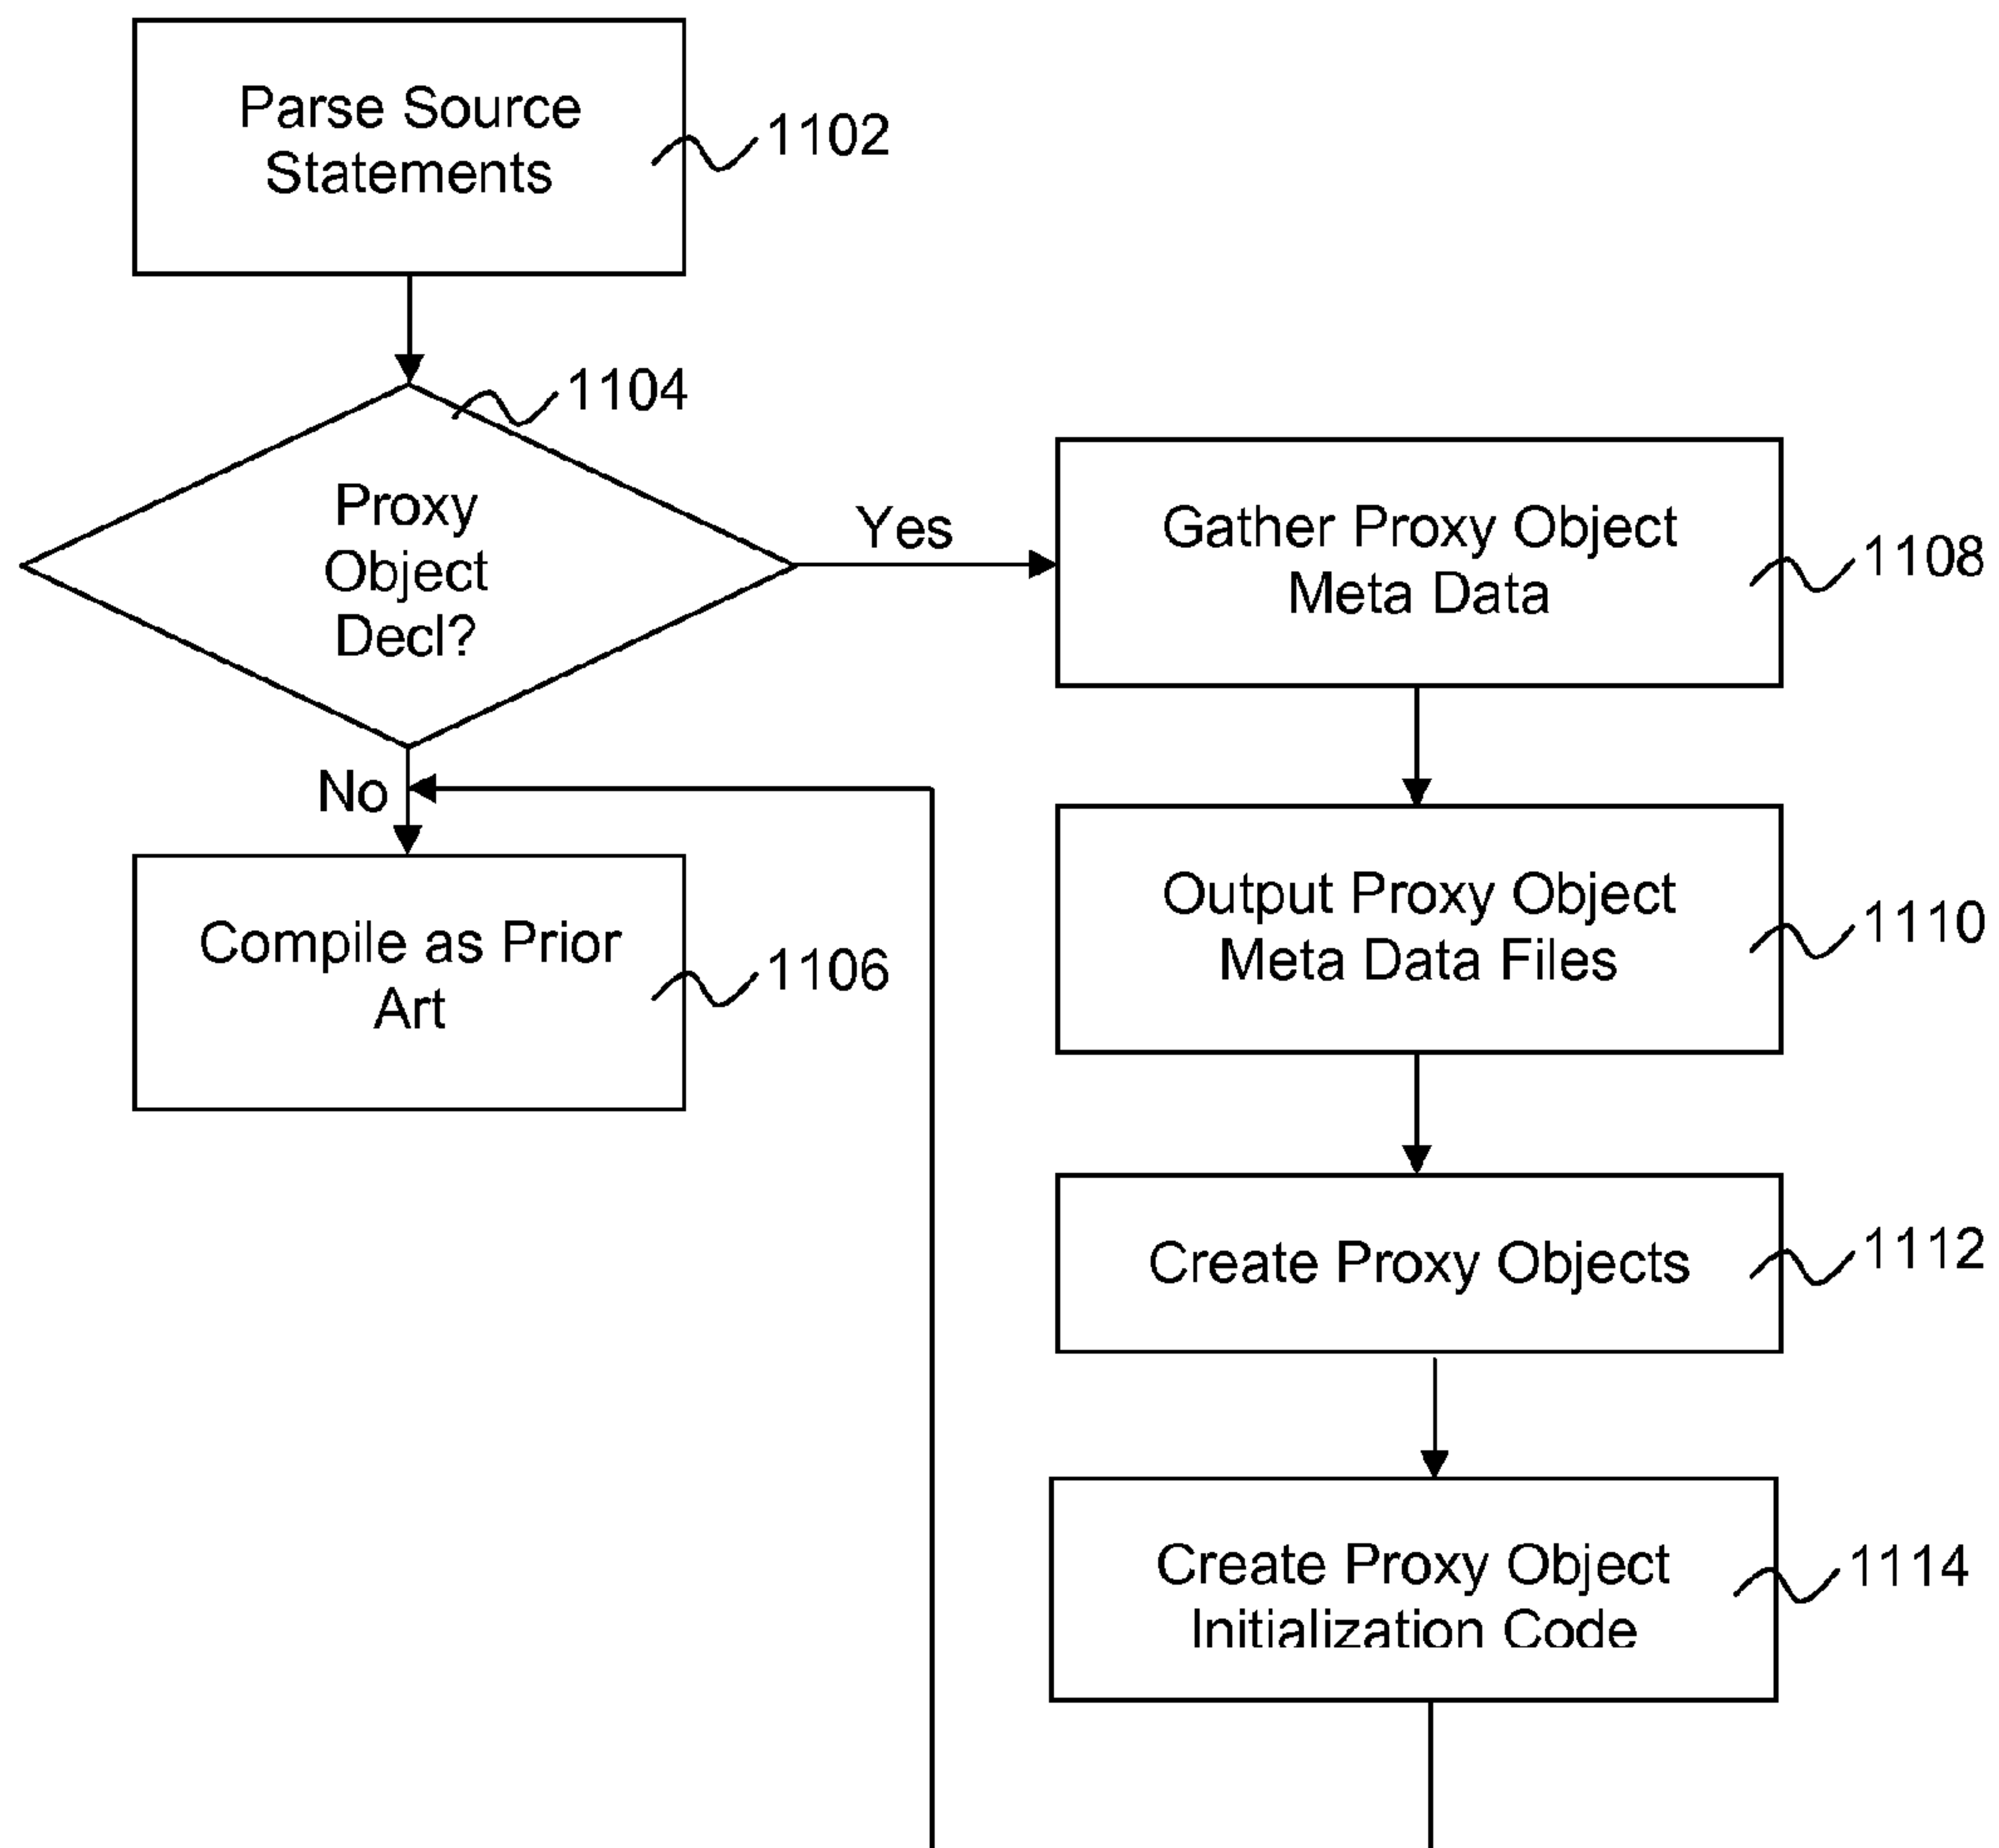 Parse Source
Statements
1102
1104
Proxy
Object
Decl?
Yes
No
Compile as Prior
Art
1106
Gather Proxy Object
Meta Data
1108
Output Proxy Object
Meta Data Files
1110
Create Proxy Objects
1112
Create Proxy Object
Initialization Code
1114